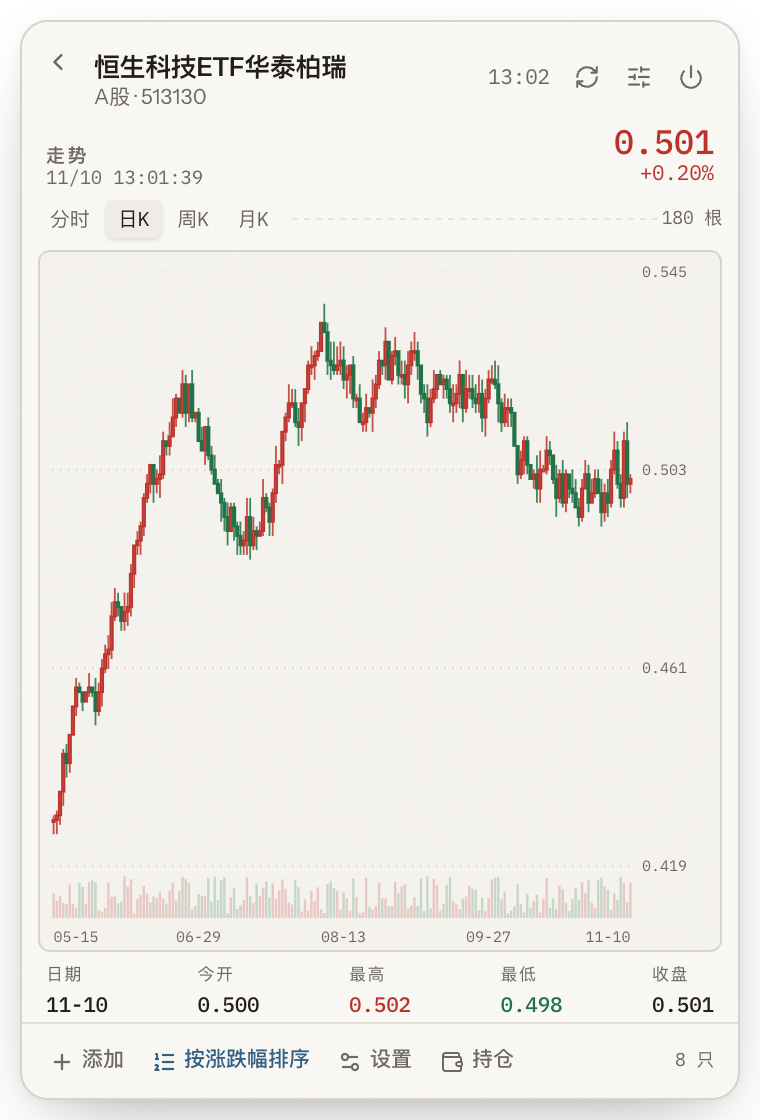 恒生科技ETF华泰柏瑞
13:02
A股·513130
走势
0.501
11/10 13:01:39
+0.20%
分时 日K 周K 月K 180 根
0.545
0.503
0.461
0.419
05-15 06-29 08-13 09-27 11-10
日期 今开 最高 最低 收盘
11-10 0.500 0.502 0.498 0.501
添加 按涨跌幅排序 设置 持仓 8 只